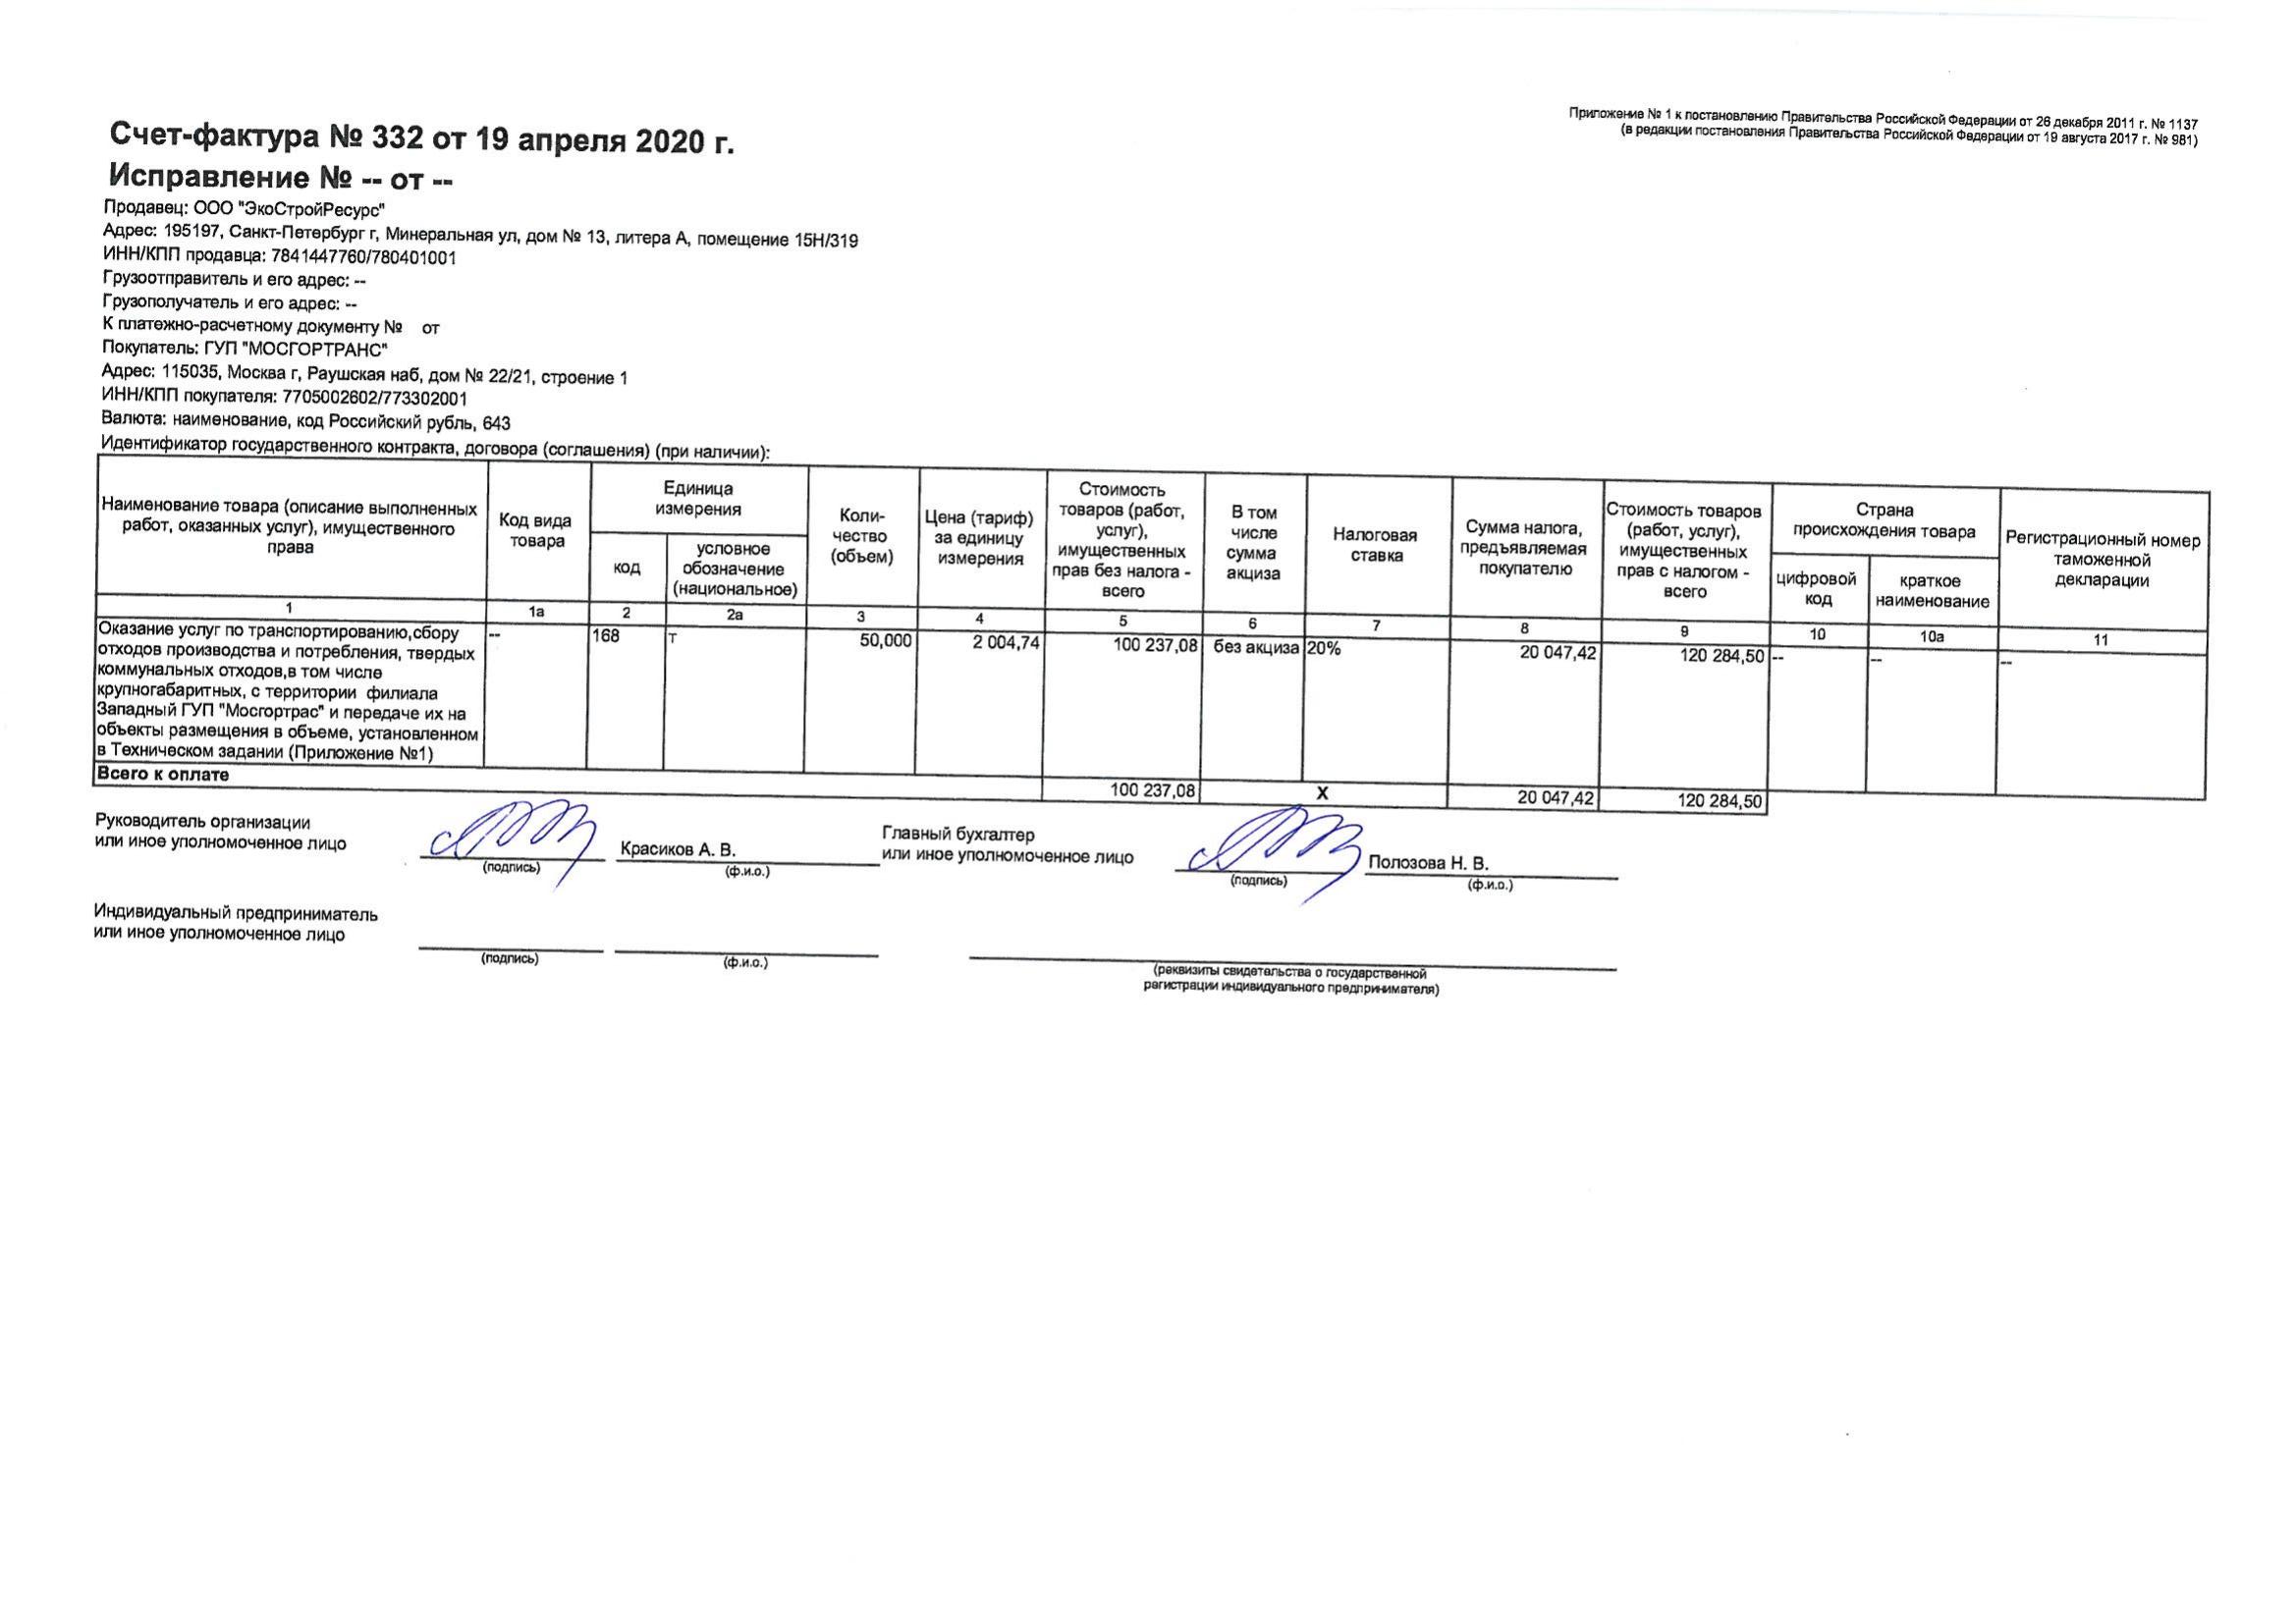 Приложение № 1 к постановлению Правительства Российской Федерации от 26 декабря 2011 г. № 1137
(в редакции постановления Правительства Российской Федерации от 19 августа 2017 г. № 981)
Счет-фактура № 332 от 19 апреля 2020 г.
Исправление № -- от --
Продавец: ООО "ЭкоСтройРесурс"
Адрес: 195197, Санкт-Петербург г, Минеральная ул, дом № 13, литера А, помещение 15Н/319
ИНН/КПП продавца: 7841447760/780401001
Грузоотправитель и его адрес: --
Грузополучатель и его адрес: --
К платежно-расчетному документу № от
Покупатель: ГУП "МОСГОРТРАНС"
Адрес: 115035, Москва г, Раушская наб, дом № 22/21, строение 1
ИНН/КПП покупателя: 7705002602/773302001
Валюта: наименование, код Российский рубль, 643
Идентификатор государственного контракта, договора (соглашения) (при наличии):
Наименование товара (описание выполненных
работ, оказанных услуг), имущественного
права
Код вида
товара
Единица
измерения
код
условное
обозначение
(национальное)
Коли-
чество
(объем)
Цена (тариф)
за единицу
измерения
Стоимость
товаров (работ,
услуг),
имущественных
прав без налога -
всего
В том
числе
сумма
акциза
Налоговая
ставка
Сумма налога,
предъявляемая
покупателю
Стоимость товаров
(работ, услуг),
имущественных
прав с налогом -
всего
Страна
происхождения товара
цифровой
код
краткое
наименование
Регистрационный номер
таможенной
декларации
1 1а 2 2а 3 4 5 6 7 8 9 10 10а 11
Оказание услуг по транспортированию,сбору
отходов производства и потребления, твердых
коммунальных отходов,в том числе
крупногабаритных, с территории филиала
Западный ГУП "Мосгортрас" и передаче их на
объекты размещения в объеме, установленном
в Техническом задании (Приложение №1)
-- 168 т 50,000 2 004,74 100 237,08 без акциза 20% 20 047,42 120 284,50 -- -- --
Всего к оплате 100 237,08 Х 20 047,42 120 284,50
Руководитель организации
или иное уполномоченное лицо
Красиков А. В.
(подпись) (ф.и.о.)
Главный бухгалтер
или иное уполномоченное лицо
Полозова Н. В.
(подпись) (ф.и.о.)
Индивидуальный предприниматель
или иное уполномоченное лицо
(подпись) (ф.и.о.)
(реквизиты свидетельства о государственной
регистрации индивидуального предпринимателя)